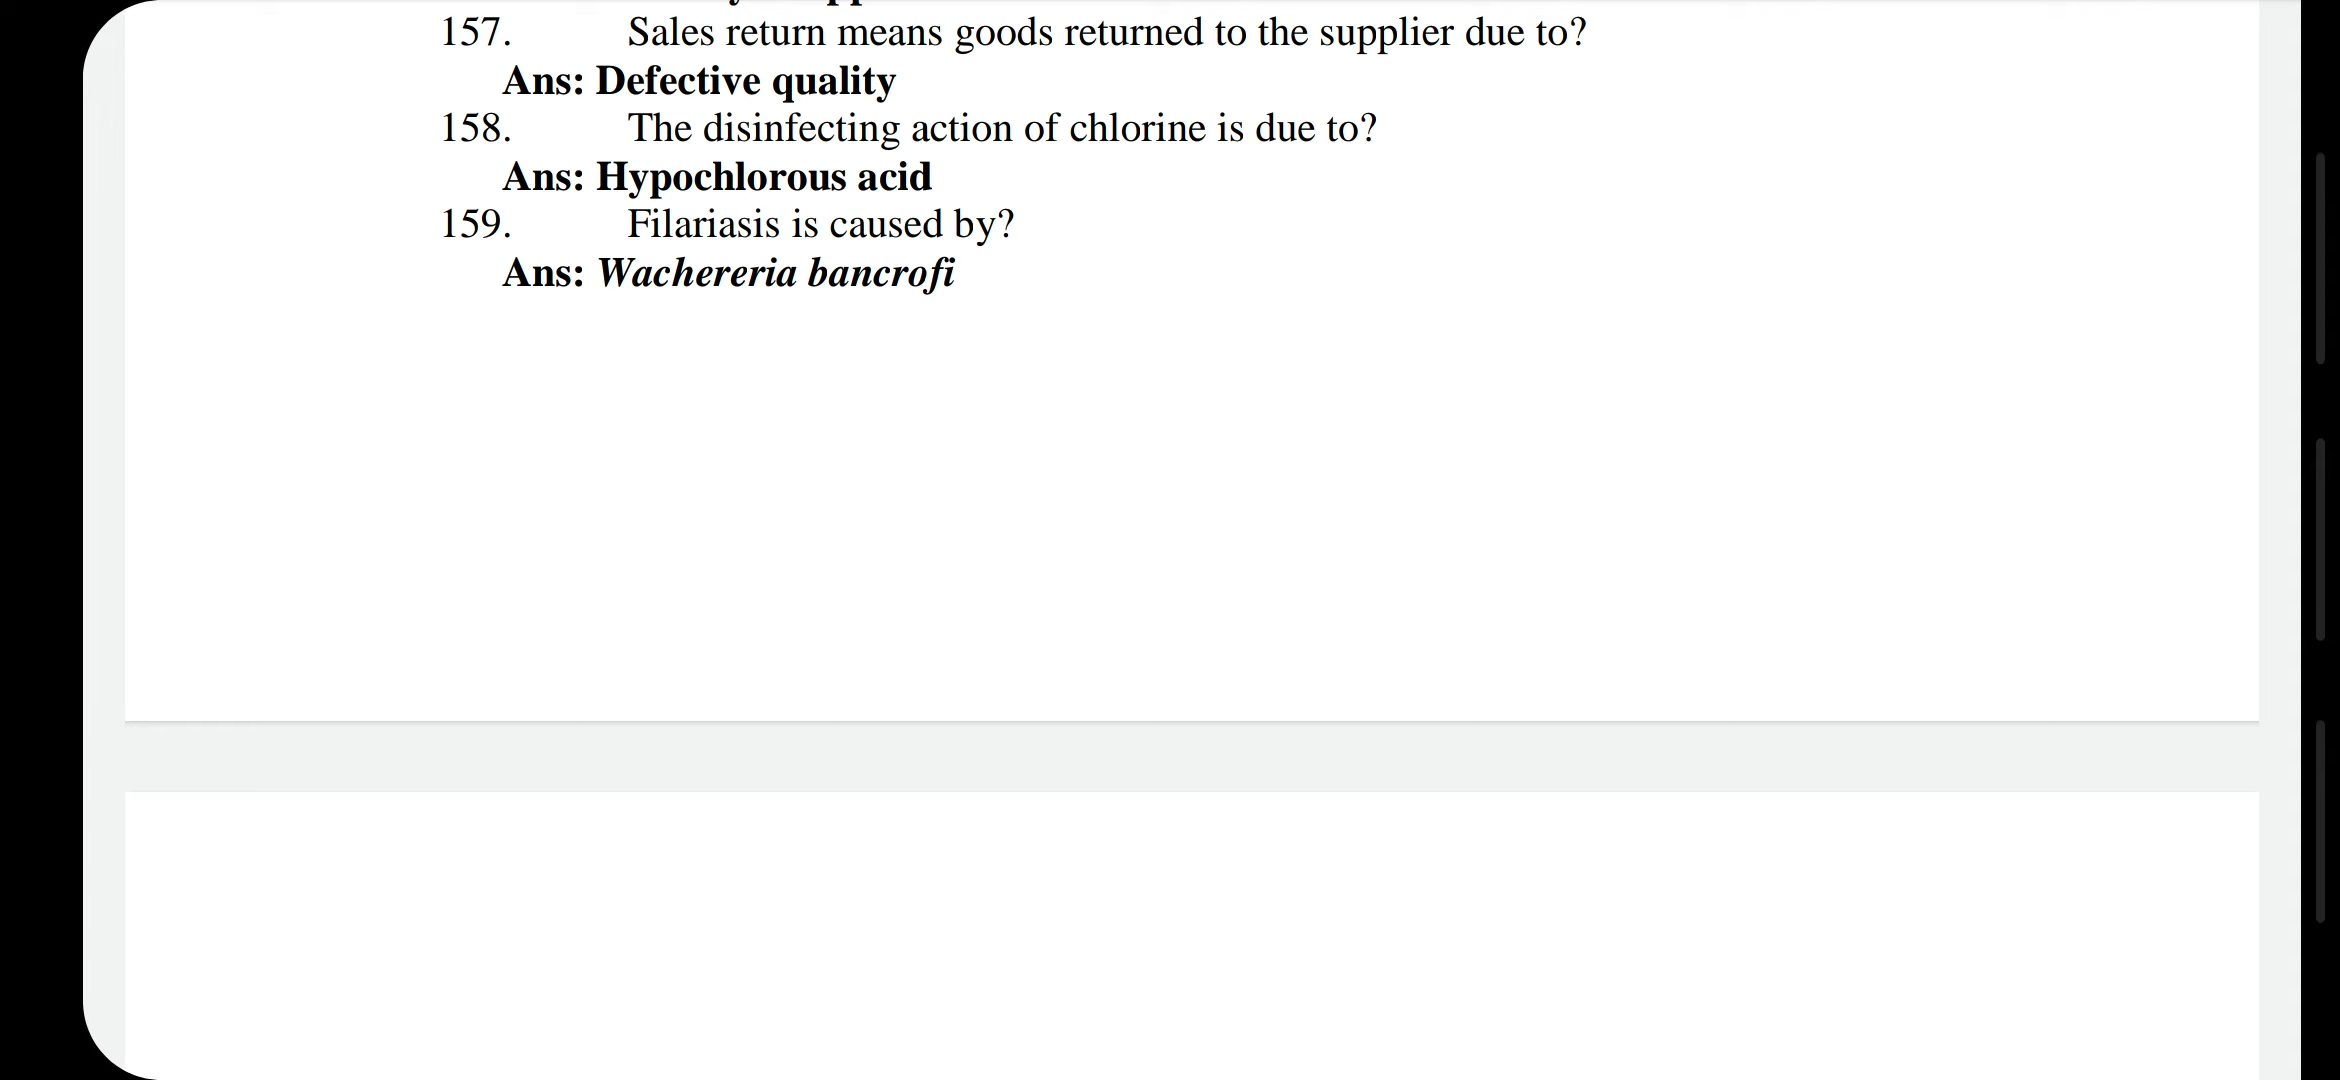 157. Sales return means goods returned to the supplier due to?
Ans: Defective quality
158. The disinfecting action of chlorine is due to?
Ans: Hypochlorous acid
159. Filariasis is caused by?
Ans: Wachereria bancrofi